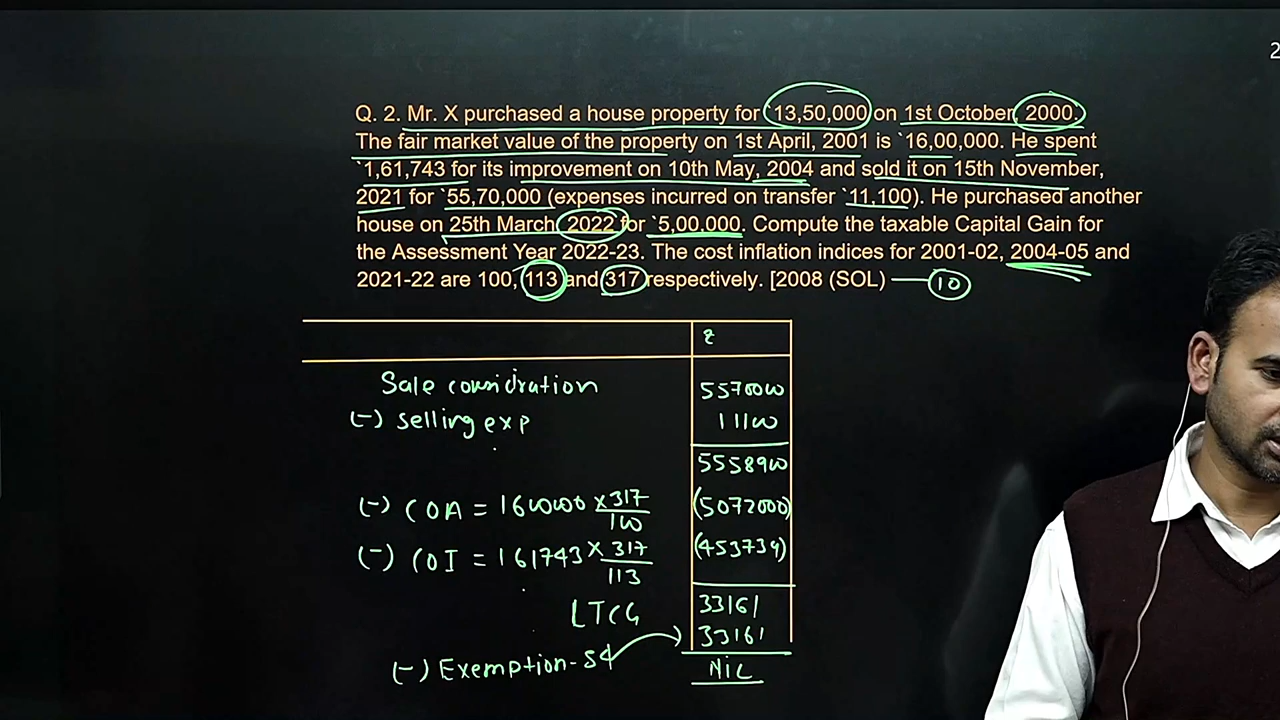 2
Q. 2. Mr. X purchased a house property for `13,50,000 on 1st October, 2000.
The fair market value of the property on 1st April, 2001 is `16,00,000. He spent
`1,61,743 for its improvement on 10th May, 2004 and sold it on 15th November,
2021 for `55,70,000 (expenses incurred on transfer `11,100). He purchased another
house on 25th March, 2022 for `5,00,000. Compute the taxable Capital Gain for
the Assessment Year 2022-23. The cost inflation indices for 2001-02, 2004-05 and
2021-22 are 100, 113 and 317 respectively. [2008 (SOL) — 10
₹
Sale considration 5570000
(-) selling exp 11100
5558900
(-) COA = 1600000 × 317/100 (5072000)
(-) COI = 161743 × 317/113 (453739)
LTCG 33161
33161
(-) Exemption-54
NiL